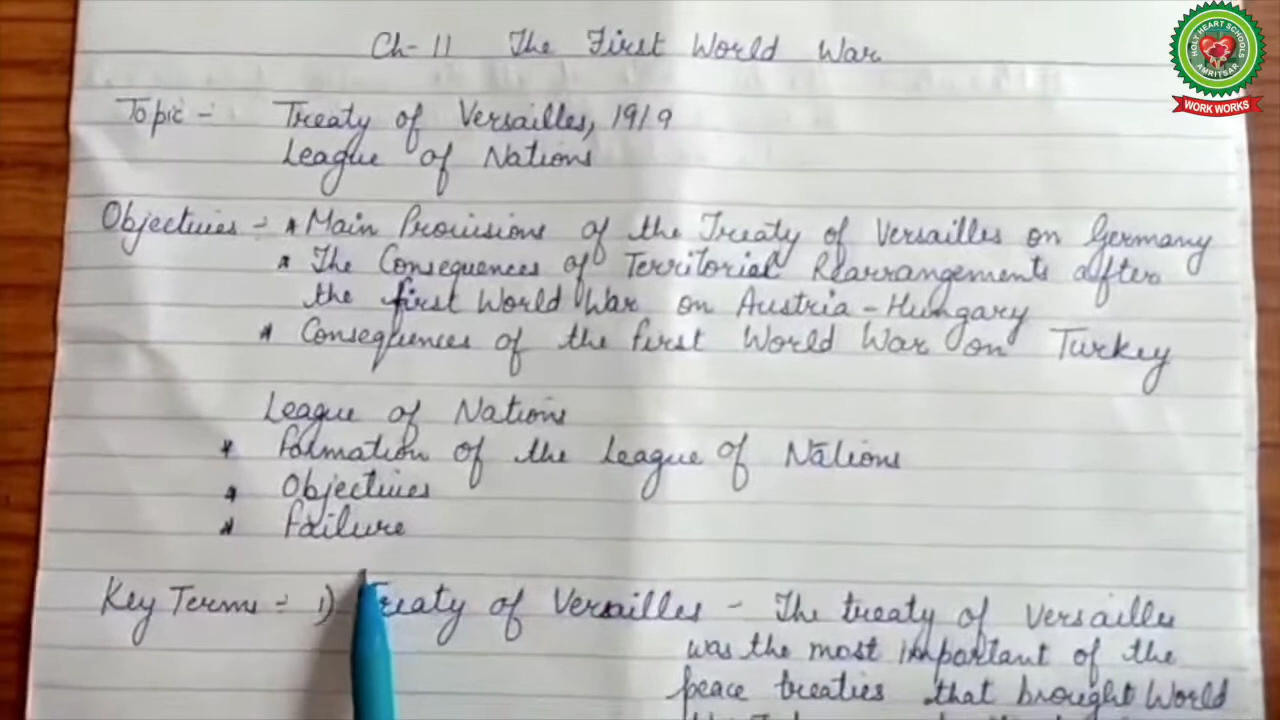 Ch-11 The First World War
Topic - Treaty of Versailles, 1919
League of Nations
Objectives :- * Main Provisions of the Treaty of Versailles on Germany
* The Consequences of Territorial Rearrangements after
the first World War on Austria-Hungary
* Consequences of the first World War on Turkey
League of Nations
* Formation of the League of Nations
* Objectives
* Failure
Key Terms :- 1) Treaty of Versailles - The treaty of Versailles
was the most important of the
peace treaties that brought World
HOLY HEART SCHOOLS
AMRITSAR
WORK WORKS